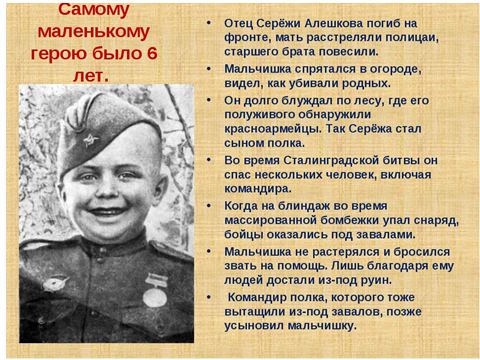 Самому
маленькому
герою было 6
лет.
• Отец Серёжи Алешкова погиб на
фронте, мать расстреляли полицаи,
старшего брата повесили.
• Мальчишка спрятался в огороде,
видел, как убивали родных.
• Он долго блуждал по лесу, где его
полуживого обнаружили
красноармейцы. Так Серёжа стал
сыном полка.
• Во время Сталинградской битвы он
спас нескольких человек, включая
командира.
• Когда на блиндаж во время
массированной бомбежки упал снаряд,
бойцы оказались под завалами.
• Мальчишка не растерялся и бросился
звать на помощь. Лишь благодаря ему
людей достали из-под руин.
• Командир полка, которого тоже
вытащили из-под завалов, позже
усыновил мальчишку.